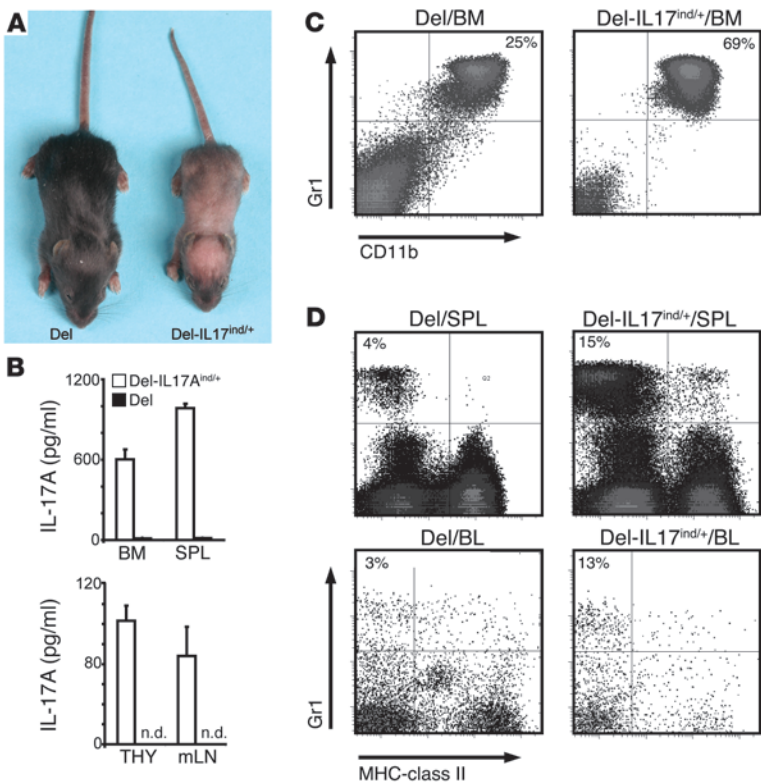 A
Del
Del-IL17ind/+
B
1200
600
0
IL-17A (pg/ml)
Del-IL17Aind/+
Del
BM
SPL
120
80
0
IL-17A (pg/ml)
n.d.
n.d.
THY
mLN
C
Del/BM
25%
Del-IL17ind/+/BM
69%
Gr1
CD11b
D
Del/SPL
4%
Q2
Del-IL17ind/+/SPL
15%
Del/BL
3%
Del-IL17ind/+/BL
13%
Gr1
MHC-class II